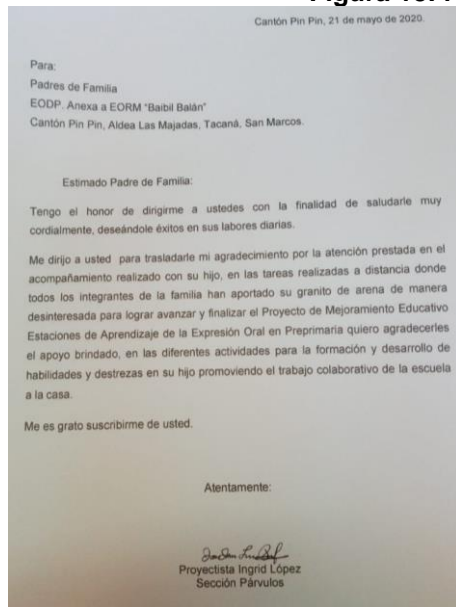 Cantón Pin Pin, 21 de mayo de 2020.
Para:
Padres de Familia
EODP. Anexa a EORM "Baibil Balán"
Cantón Pin Pin, Aldea Las Majadas, Tacaná, San Marcos.
Estimado Padre de Familia:
Tengo el honor de dirigirme a ustedes con la finalidad de saludarle muy
cordialmente, deseándole éxitos en sus labores diarias.
Me dirijo a usted para trasladarle mi agradecimiento por la atención prestada en el
acompañamiento realizado con su hijo, en las tareas realizadas a distancia donde
todos los integrantes de la familia han aportado su granito de arena de manera
desinteresada para lograr avanzar y finalizar el Proyecto de Mejoramiento Educativo
Estaciones de Aprendizaje de la Expresión Oral en Preprimaria quiero agradecerles
el apoyo brindado, en las diferentes actividades para la formación y desarrollo de
habilidades y destrezas en su hijo promoviendo el trabajo colaborativo de la escuela
a la casa.
Me es grato suscribirme de usted.
Atentamente:
Proyectista Ingrid López
Sección Párvulos